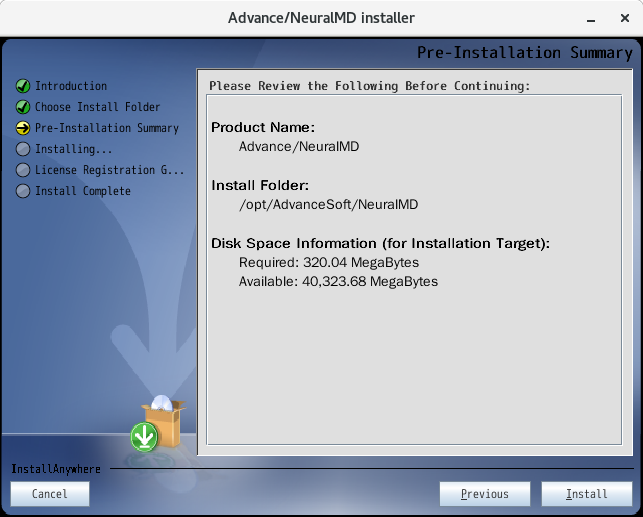 Advance/NeuralMD installer
Pre-Installation Summary
Introduction
Choose Install Folder
Pre-Installation Summary
Installing...
License Registration G...
Install Complete
Please Review the Following Before Continuing:
Product Name:
Advance/NeuralMD
Install Folder:
/opt/AdvanceSoft/NeuralMD
Disk Space Information (for Installation Target):
Required: 320.04 MegaBytes
Available: 40,323.68 MegaBytes
InstallAnywhere
Cancel
Previous
Install